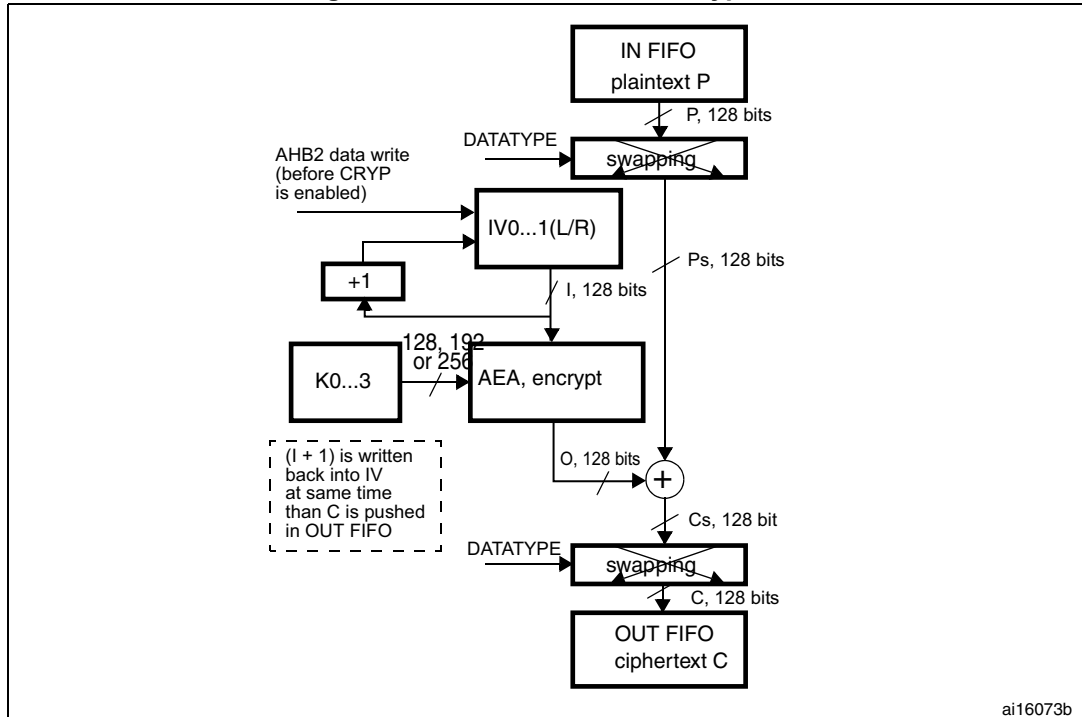 IN FIFO
plaintext P
P, 128 bits
DATATYPE
swapping
AHB2 data write
(before CRYP
is enabled)
IV0...1(L/R)
Ps, 128 bits
+1
I, 128 bits
128, 192
or 256
K0...3
AEA, encrypt
(I + 1) is written
back into IV
at same time
than C is pushed
in OUT FIFO
O, 128 bits
+
Cs, 128 bit
DATATYPE
swapping
C, 128 bits
OUT FIFO
ciphertext C
ai16073b